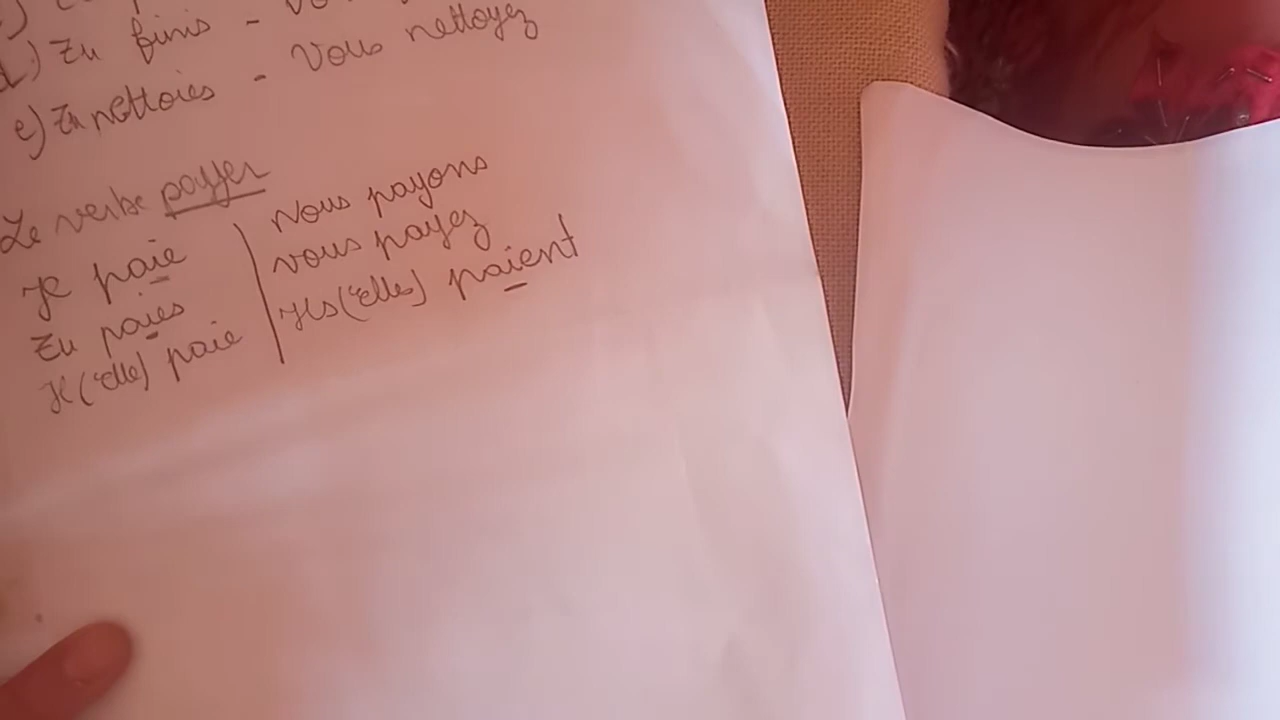 d) Tu finis - Vous
e) Tu nettoies - Vous nettoyez
Le verbe payer
Je paie
Tu paies
Il (Elle) paie
Nous payons
vous payez
Ils (Elles) paient